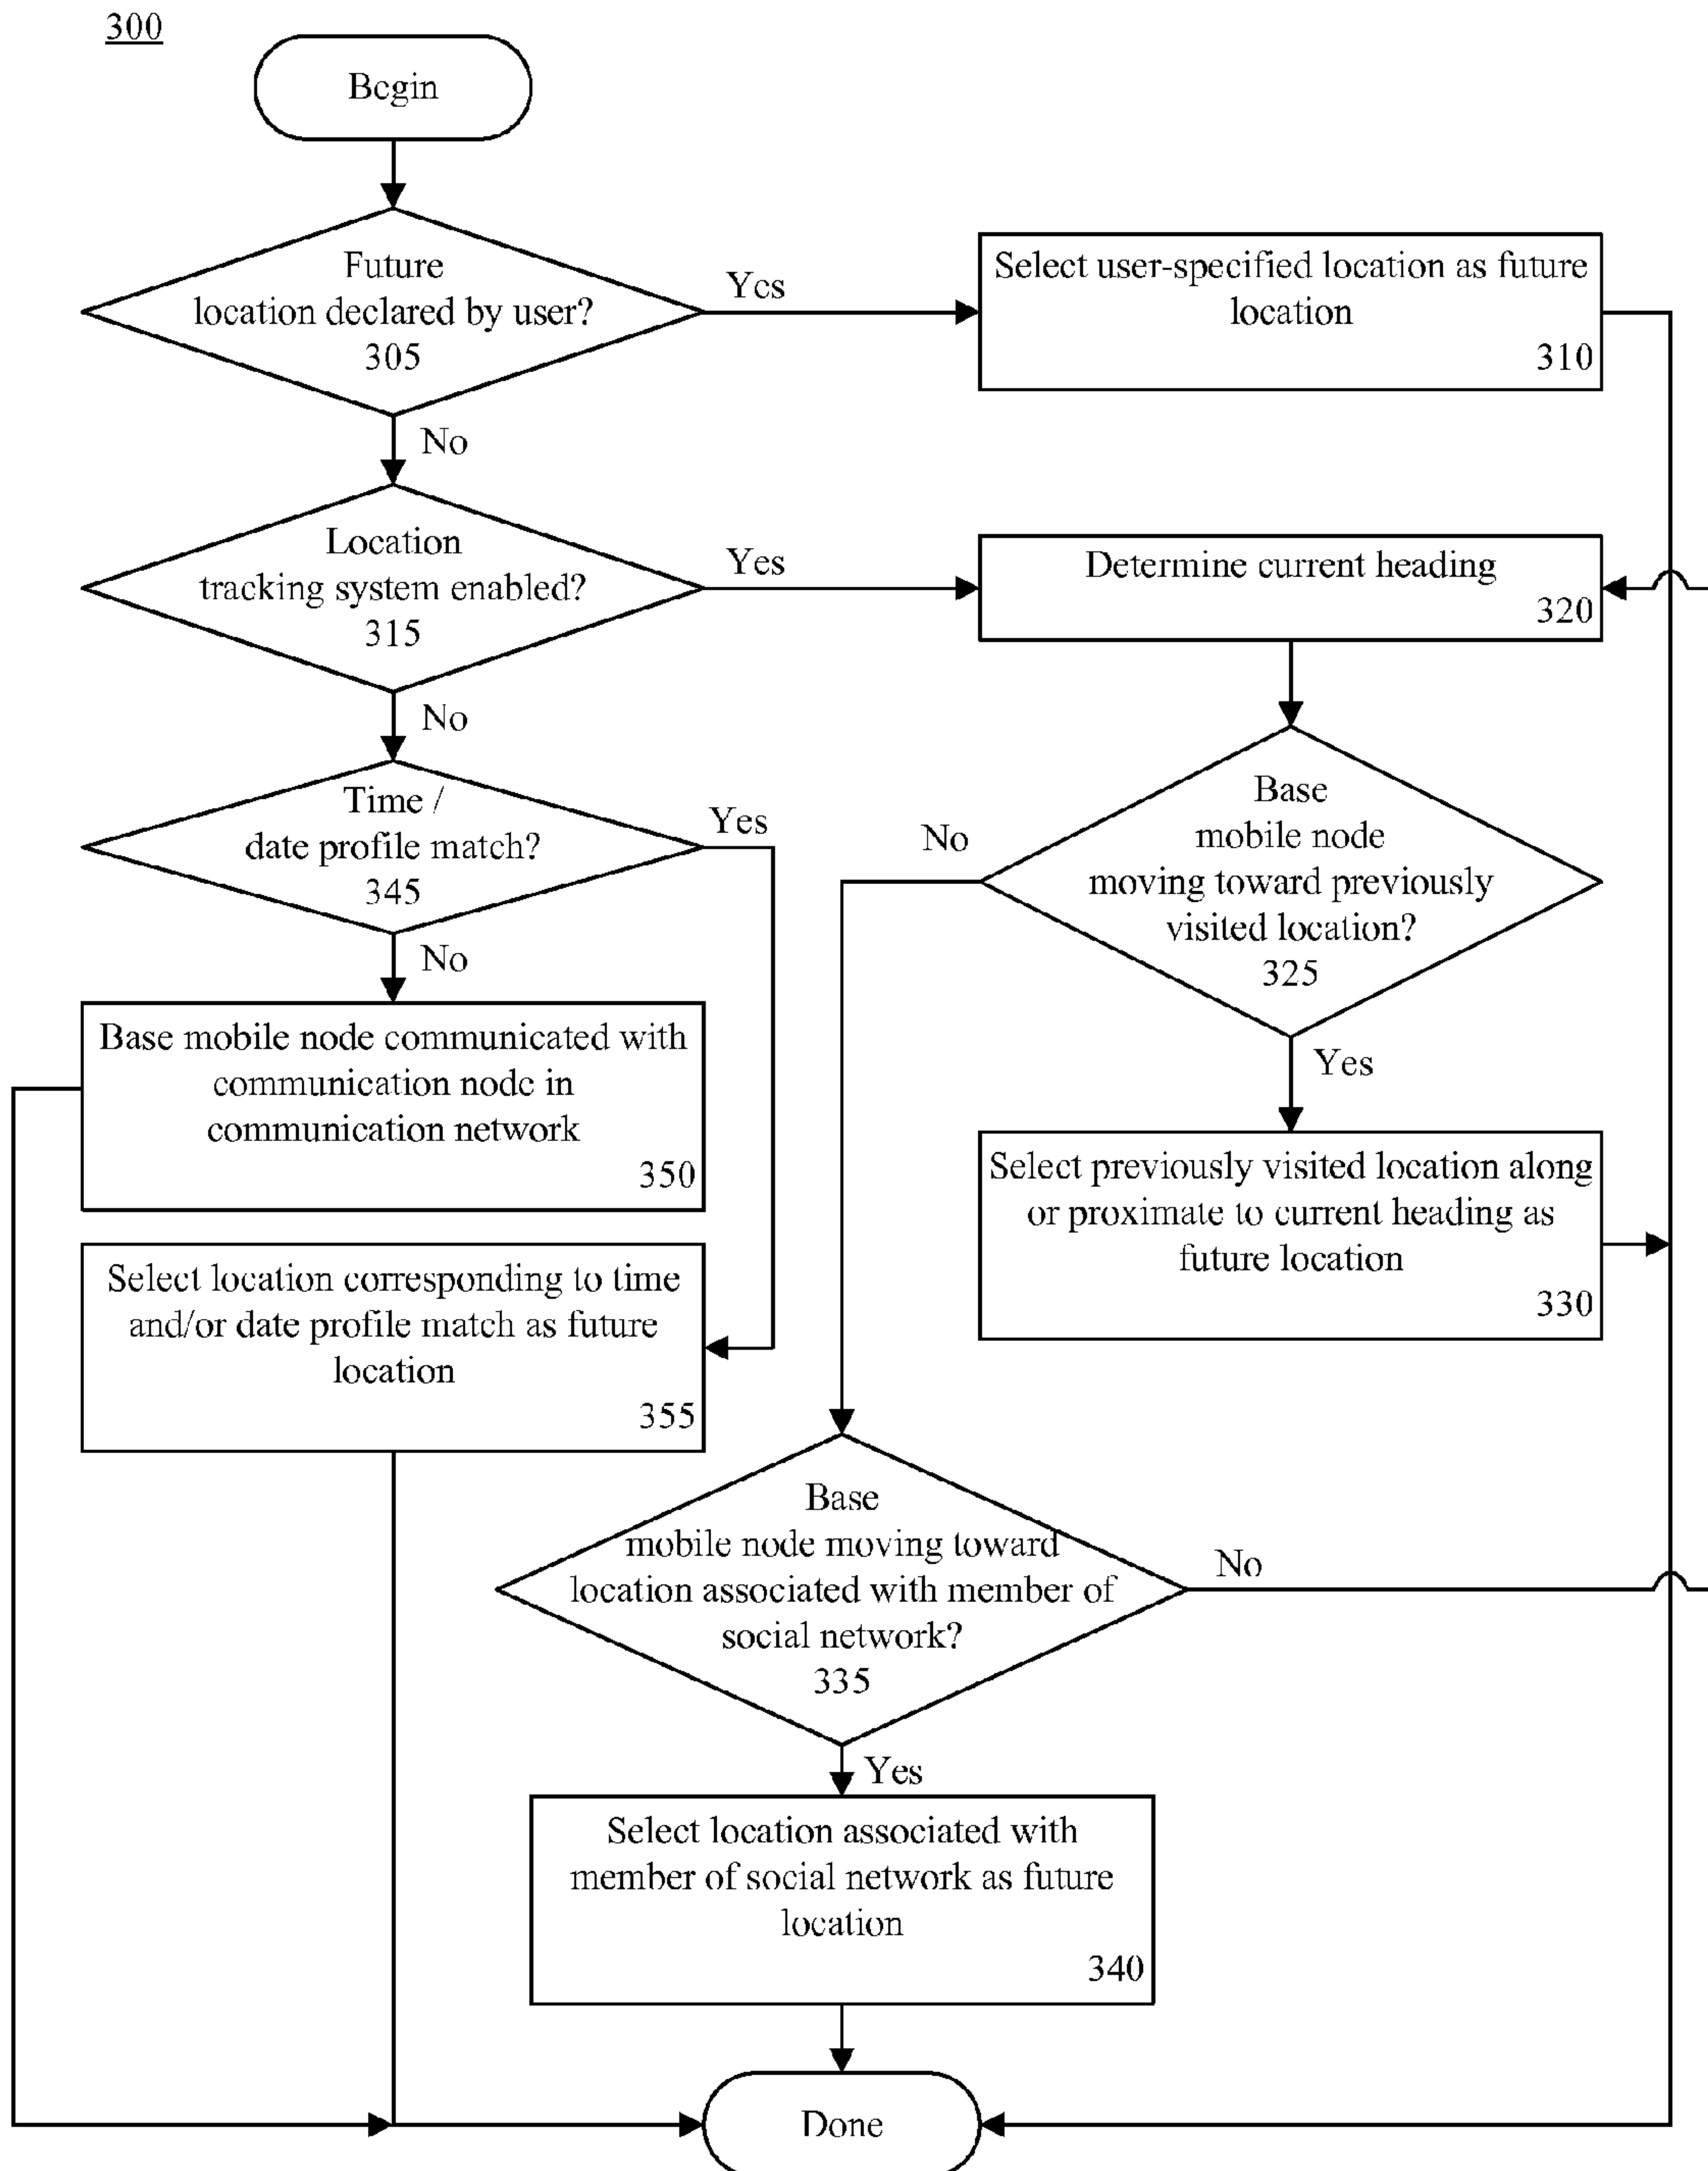 300
Begin
Future
location declared by user?
305
Yes
Select user-specified location as future
location
310
No
Location
tracking system enabled?
315
Yes
Determine current heading
320
No
Time /
date profile match?
345
Yes
Base
mobile node
moving toward previously
visited location?
325
No
No
Base mobile node communicated with
communication node in
communication network
350
Yes
Select previously visited location along
or proximate to current heading as
future location
330
Select location corresponding to time
and/or date profile match as future
location
355
Base
mobile node moving toward
location associated with member of
social network?
335
No
Yes
Select location associated with
member of social network as future
location
340
Done